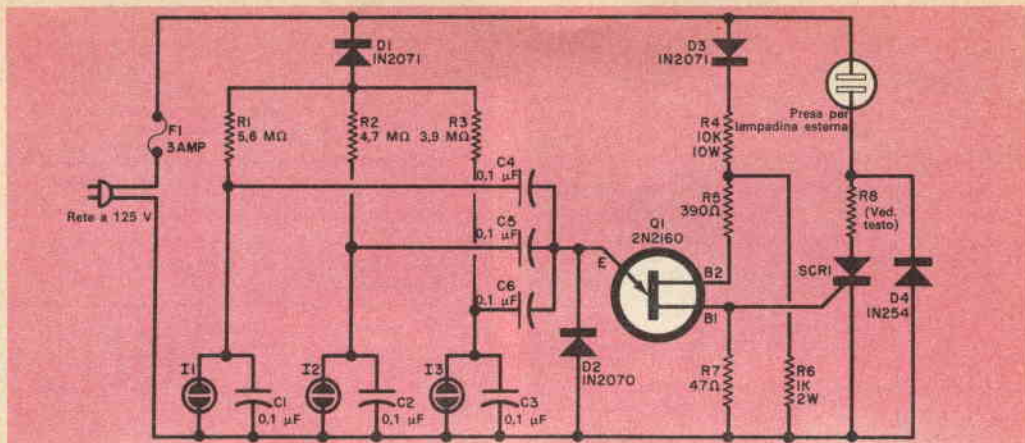 D1
1N2071
D3
1N2071
F1
3AMP
R1
5,6 MΩ
R2
4,7 MΩ
R3
3,9 MΩ
R4
10K
10W
Presa per
lampadina esterna
Rete a 125 V
C4
0,1 µF
C5
0,1 µF
C6
0,1 µF
R5
390Ω
Q1
2N2160
E
B2
B1
R8
(Ved.
testo)
SCR1
D4
1N254
D2
1N2070
R7
47Ω
R6
1K
2W
I1
C1
0,1 µF
I2
C2
0,1 µF
I3
C3
0,1 µF